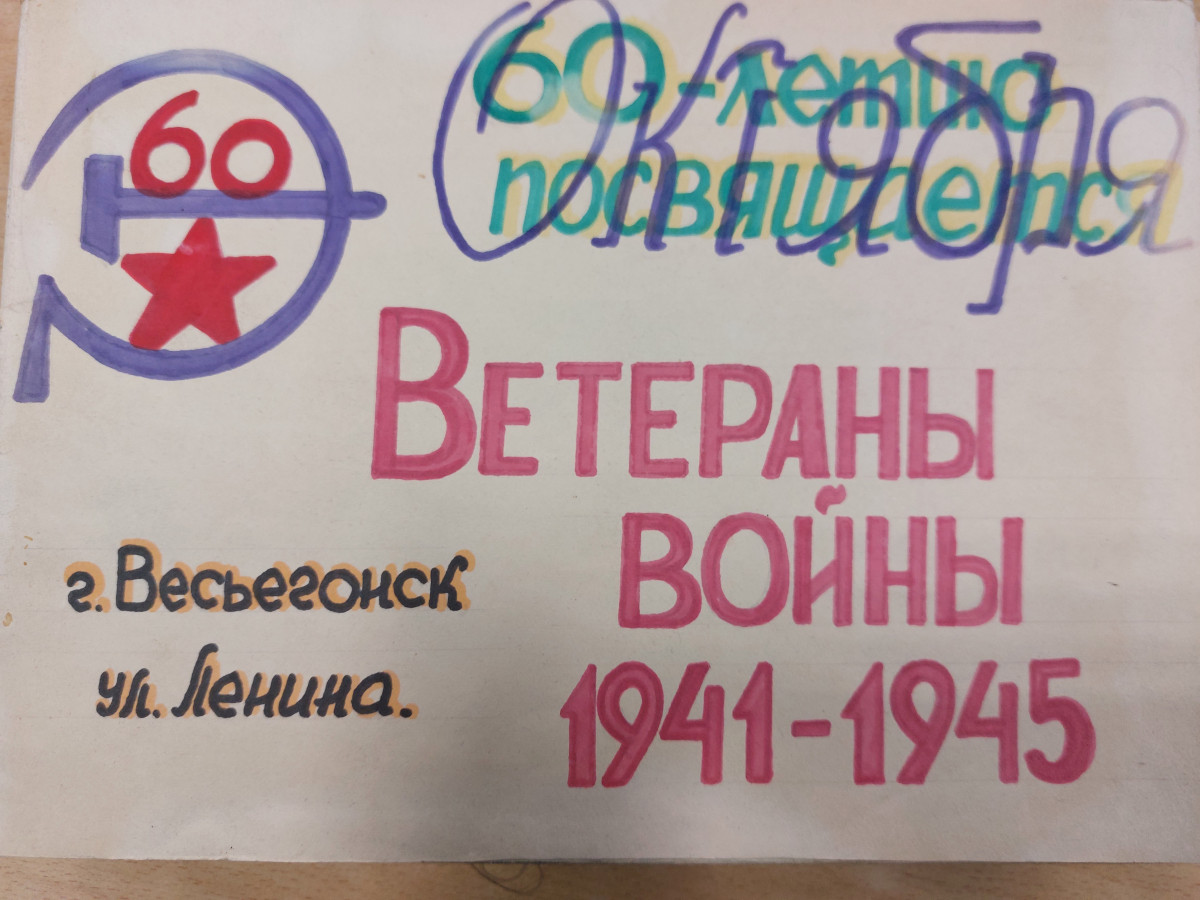 60
60-летию
Октября
посвящается
Ветераны
войны
1941-1945
г. Весьегонск
ул. Ленина.